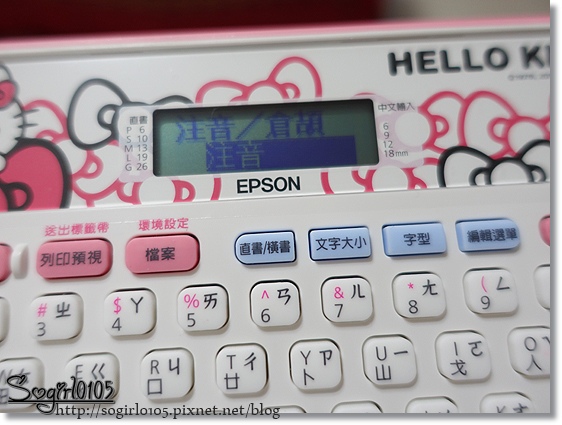 HELLO KI
直書
P 6
S 10
M 13
L 19
G 26
注音／倉頡
注音
中文輸入
6
9
12
18mm
EPSON
送出標籤帶
環境設定
列印預視
檔案
直書/橫書
文字大小
字型
編輯選單
# ㄓ
3
$ ㄚ
4
% ㄞ
5
^ ㄢ
6
& ㄦ
7
* ㄤ
8
( ㄥ
9
E ㄍ
R ㄐ
口
T ㄔ
廿
Y ㄗ
卜
U ㄧ
山
I ㄛ
戈
O
人
Sogirl0105
http://sogirl0105.pixnet.net/blog